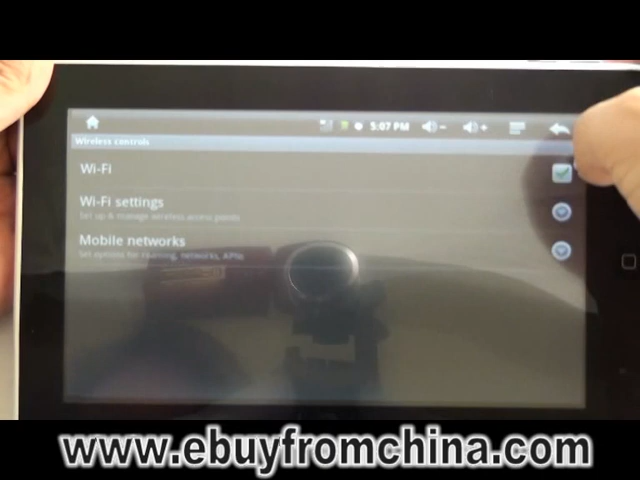 5:07 PM
Wireless controls
Wi-Fi
Wi-Fi settings
Set up & manage wireless access points
Mobile networks
Set options for roaming, networks, APNs
www.ebuyfromchina.com